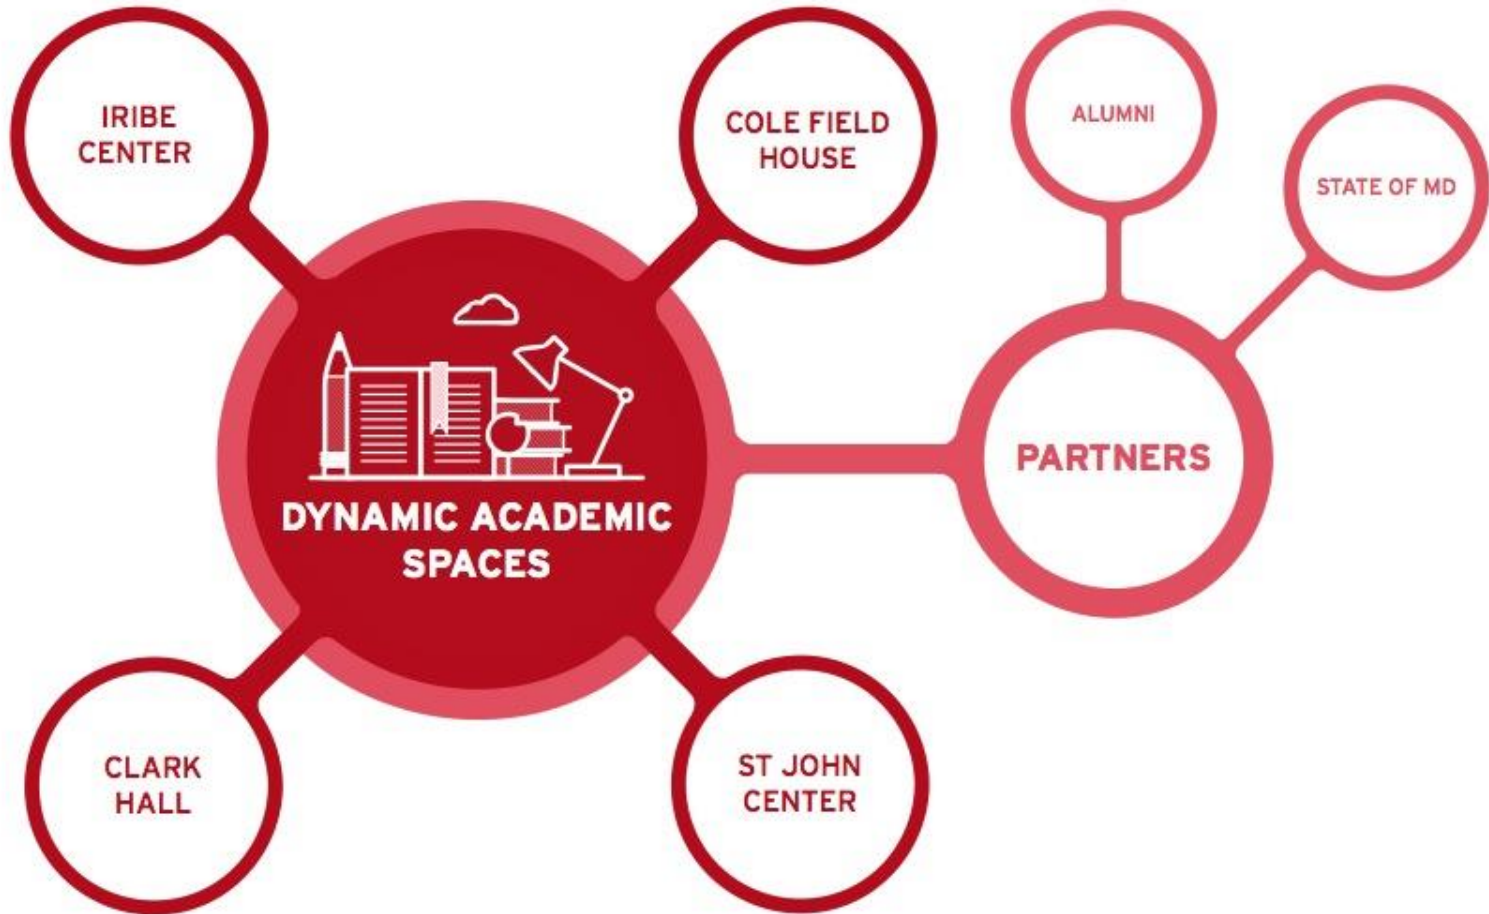 IRIBE
CENTER
COLE FIELD
HOUSE
ALUMNI
STATE OF MD
DYNAMIC ACADEMIC
SPACES
PARTNERS
CLARK
HALL
ST JOHN
CENTER